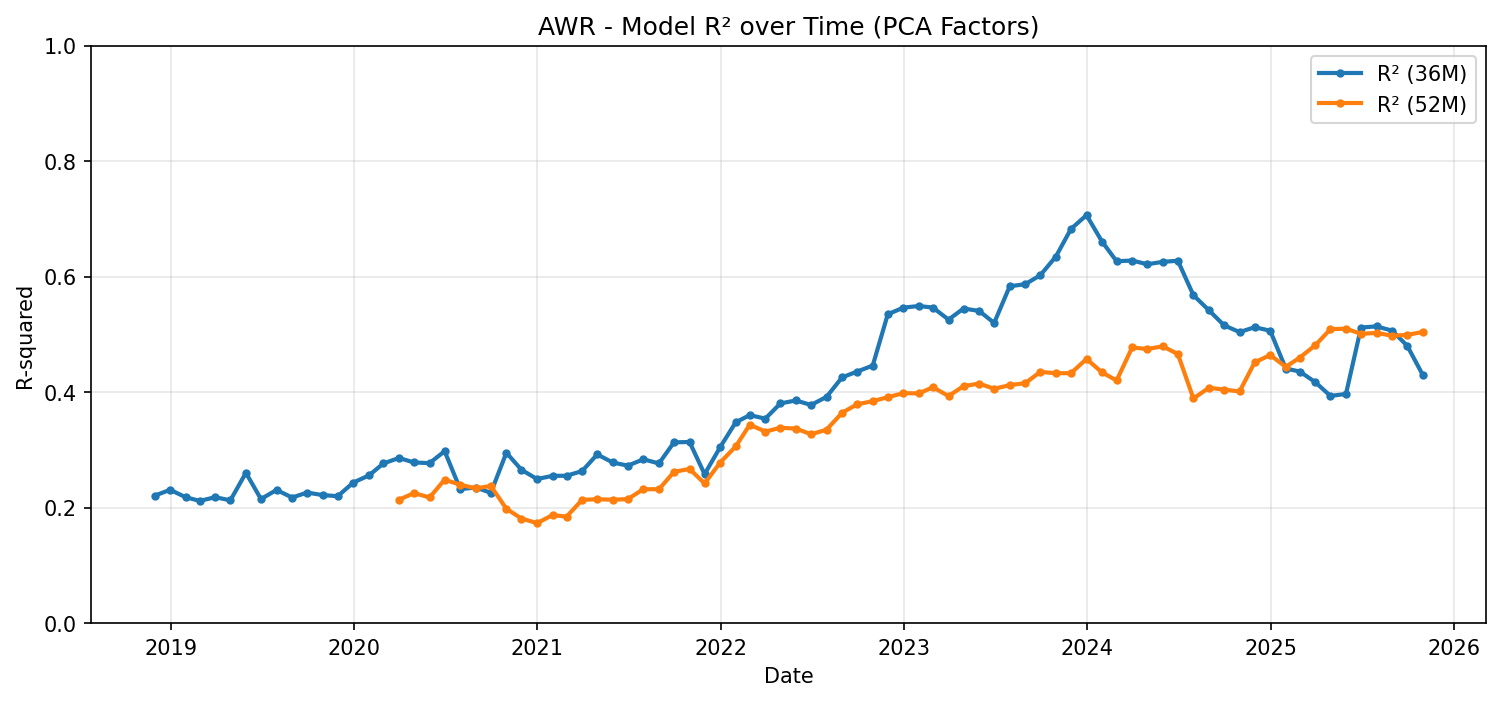 AWR - Model R² over Time (PCA Factors)
1.0
0.8
0.6
0.4
0.2
0.0
R-squared
R² (36M)
R² (52M)
2019 2020 2021 2022 2023 2024 2025 2026
Date